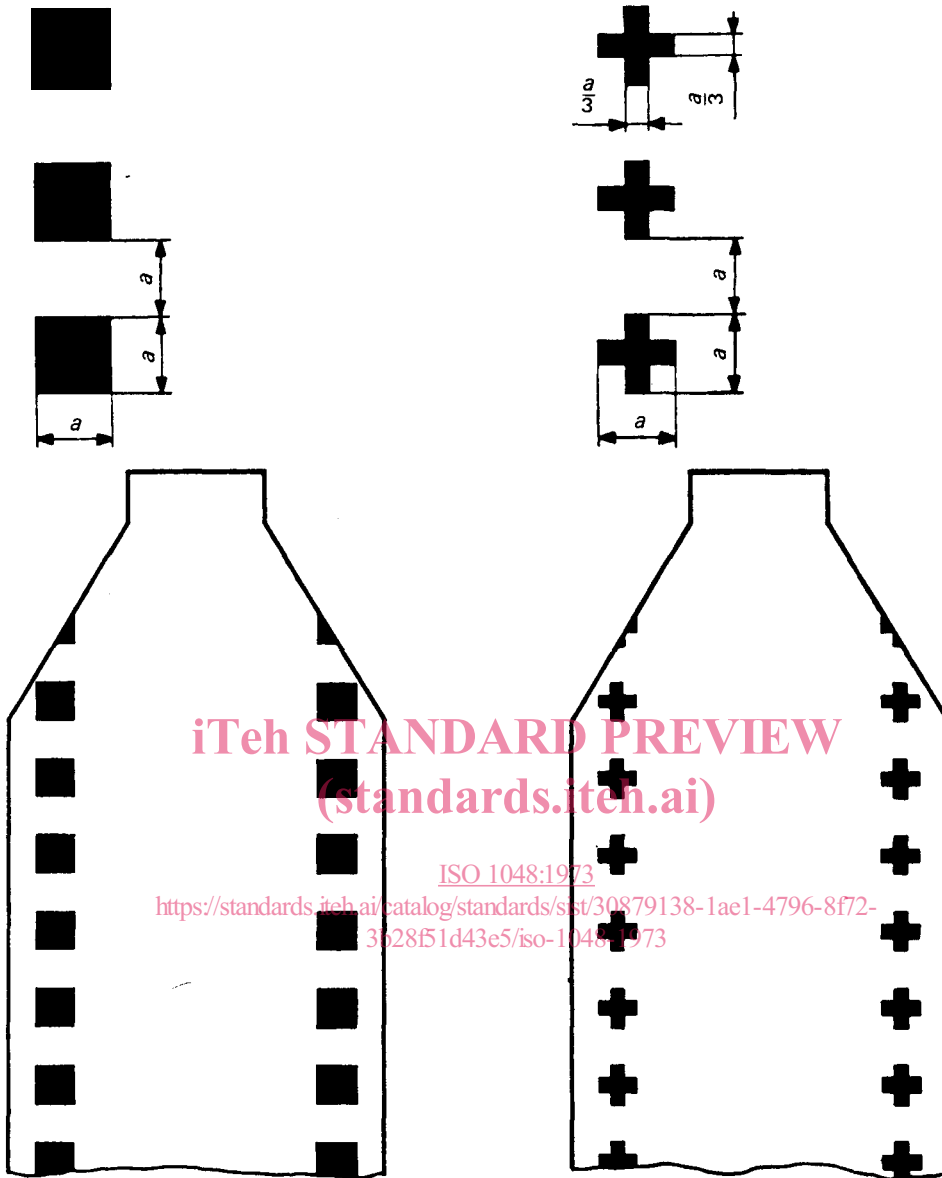 a
3
a
3
a
a
a
a
a
a
iTeh STANDARD PREVIEW
(standards.iteh.ai)
ISO 1048:1973
https://standards.iteh.ai/catalog/standards/sist/30879138-1ae1-4796-8f72-
3b28f51d43e5/iso-1048-1973